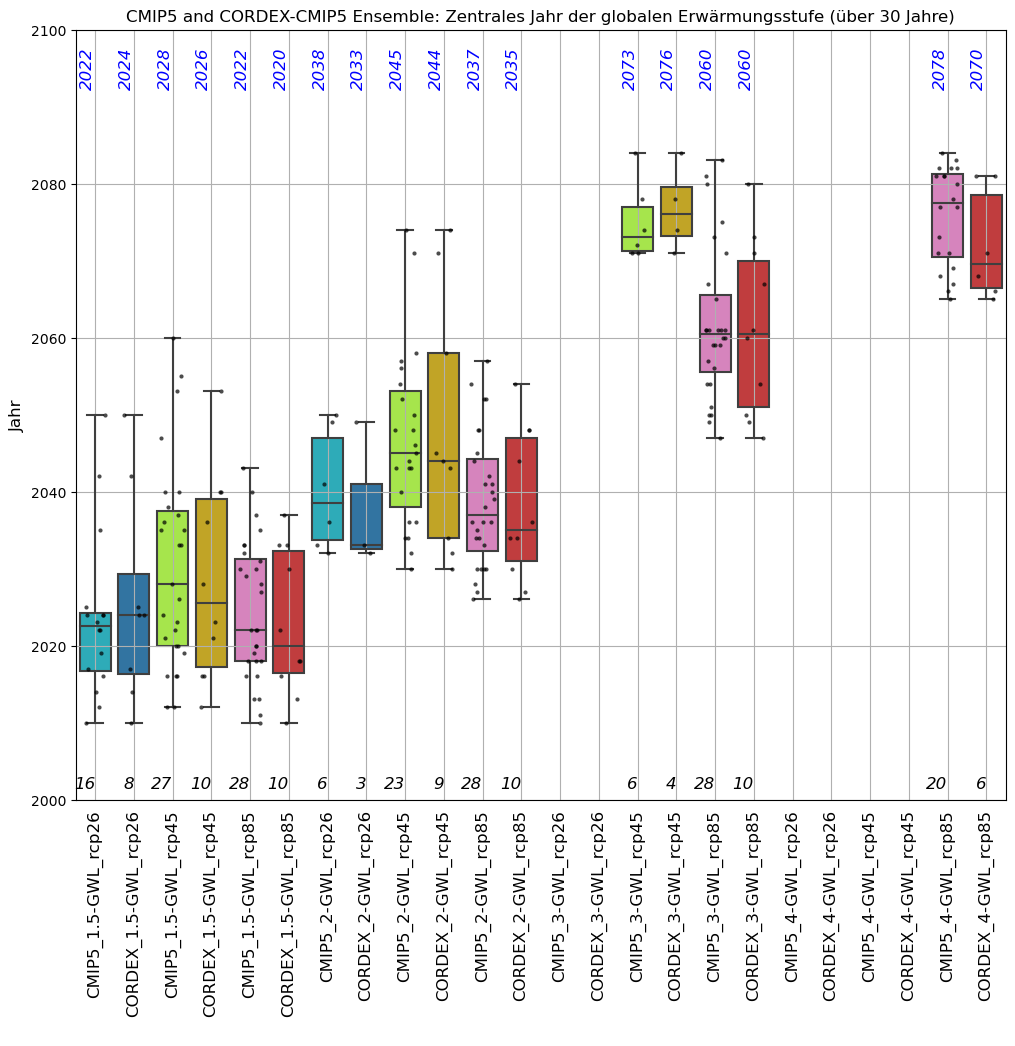 CMIP5 and CORDEX-CMIP5 Ensemble: Zentrales Jahr der globalen Erwärmungsstufe (über 30 Jahre)
2100
2080
2060
2040
2020
2000
Jahr
2022 2024 2028 2026 2022 2020 2038 2033 2045 2044 2037 2035 2073 2076 2060 2060 2078 2070
16 8 27 10 28 10 6 3 23 9 28 10 6 4 28 10 20 6
CMIP5_1.5-GWL_rcp26
CORDEX_1.5-GWL_rcp26
CMIP5_1.5-GWL_rcp45
CORDEX_1.5-GWL_rcp45
CMIP5_1.5-GWL_rcp85
CORDEX_1.5-GWL_rcp85
CMIP5_2-GWL_rcp26
CORDEX_2-GWL_rcp26
CMIP5_2-GWL_rcp45
CORDEX_2-GWL_rcp45
CMIP5_2-GWL_rcp85
CORDEX_2-GWL_rcp85
CMIP5_3-GWL_rcp26
CORDEX_3-GWL_rcp26
CMIP5_3-GWL_rcp45
CORDEX_3-GWL_rcp45
CMIP5_3-GWL_rcp85
CORDEX_3-GWL_rcp85
CMIP5_4-GWL_rcp26
CORDEX_4-GWL_rcp26
CMIP5_4-GWL_rcp45
CORDEX_4-GWL_rcp45
CMIP5_4-GWL_rcp85
CORDEX_4-GWL_rcp85